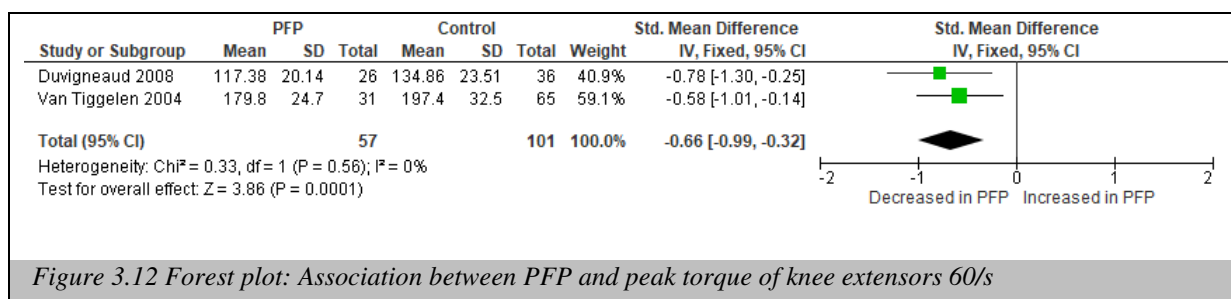 PFP Control Std. Mean Difference Std. Mean Difference
Study or Subgroup Mean SD Total Mean SD Total Weight IV, Fixed, 95% CI IV, Fixed, 95% CI
Duvigneaud 2008 117.38 20.14 26 134.86 23.51 36 40.9% -0.78 [-1.30, -0.25]
Van Tiggelen 2004 179.8 24.7 31 197.4 32.5 65 59.1% -0.58 [-1.01, -0.14]
Total (95% CI) 57 101 100.0% -0.66 [-0.99, -0.32]
Heterogeneity: Chi² = 0.33, df = 1 (P = 0.56); I² = 0%
Test for overall effect: Z = 3.86 (P = 0.0001)
-2 -1 0 1 2
Decreased in PFP Increased in PFP
Figure 3.12 Forest plot: Association between PFP and peak torque of knee extensors 60/s